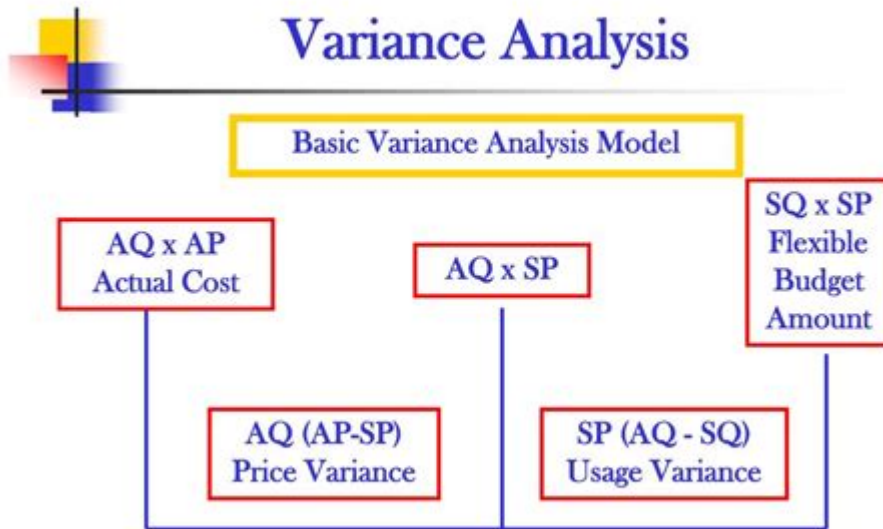 Variance Analysis
Basic Variance Analysis Model
AQ x AP
Actual Cost
AQ x SP
SQ x SP
Flexible
Budget
Amount
AQ (AP-SP)
Price Variance
SP (AQ - SQ)
Usage Variance